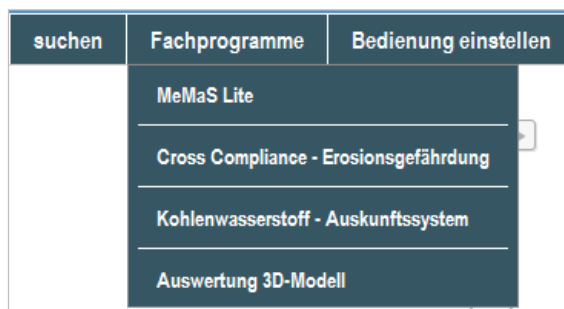 suchen Fachprogramme Bedienung einstellen
MeMaS Lite
Cross Compliance - Erosionsgefährdung
Kohlenwasserstoff - Auskunftssystem
Auswertung 3D-Modell